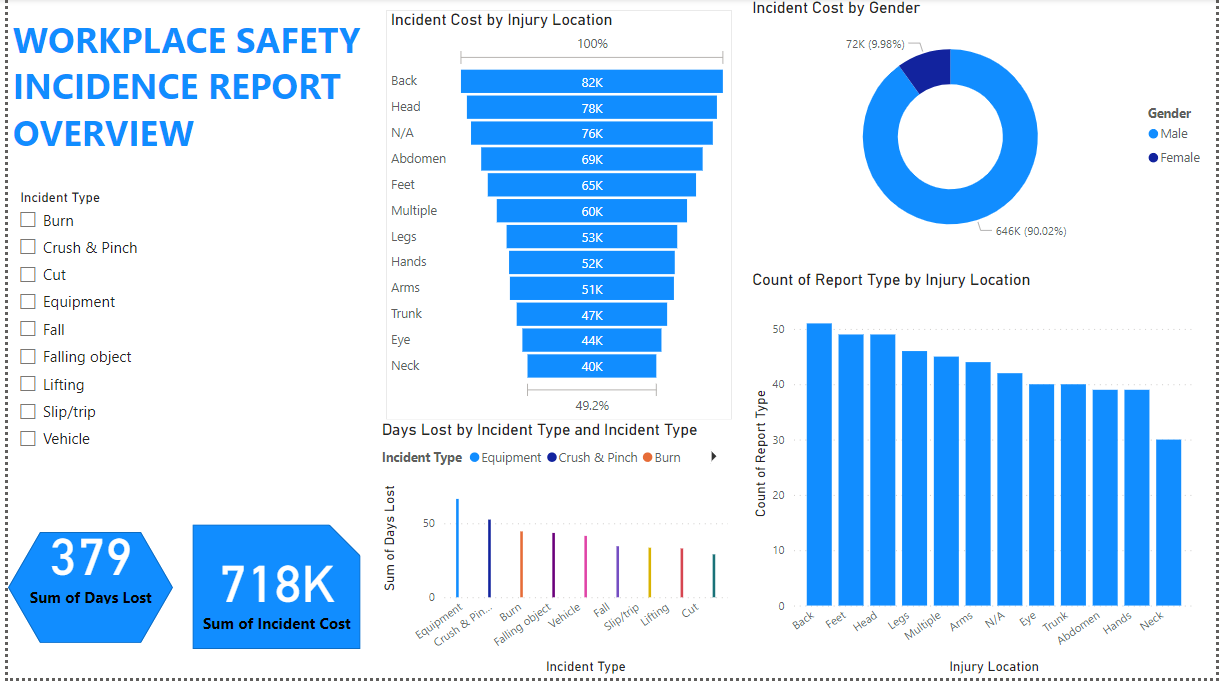 WORKPLACE SAFETY
INCIDENCE REPORT
OVERVIEW
Incident Type
Burn
Crush & Pinch
Cut
Equipment
Fall
Falling object
Lifting
Slip/trip
Vehicle
379
Sum of Days Lost
718K
Sum of Incident Cost
Incident Cost by Injury Location
100%
Back 82K
Head 78K
N/A 76K
Abdomen 69K
Feet 65K
Multiple 60K
Legs 53K
Hands 52K
Arms 51K
Trunk 47K
Eye 44K
Neck 40K
49.2%
Days Lost by Incident Type and Incident Type
Incident Type Equipment Crush & Pinch Burn
Sum of Days Lost
50
0
Equipment
Crush & Pin...
Burn
Falling object
Vehicle
Fall
Slip/trip
Lifting
Cut
Incident Type
Incident Cost by Gender
72K (9.98%)
646K (90.02%)
Gender
Male
Female
Count of Report Type by Injury Location
Count of Report Type
50
40
30
20
10
0
Back
Feet
Head
Legs
Multiple
Arms
N/A
Eye
Trunk
Abdomen
Hands
Neck
Injury Location